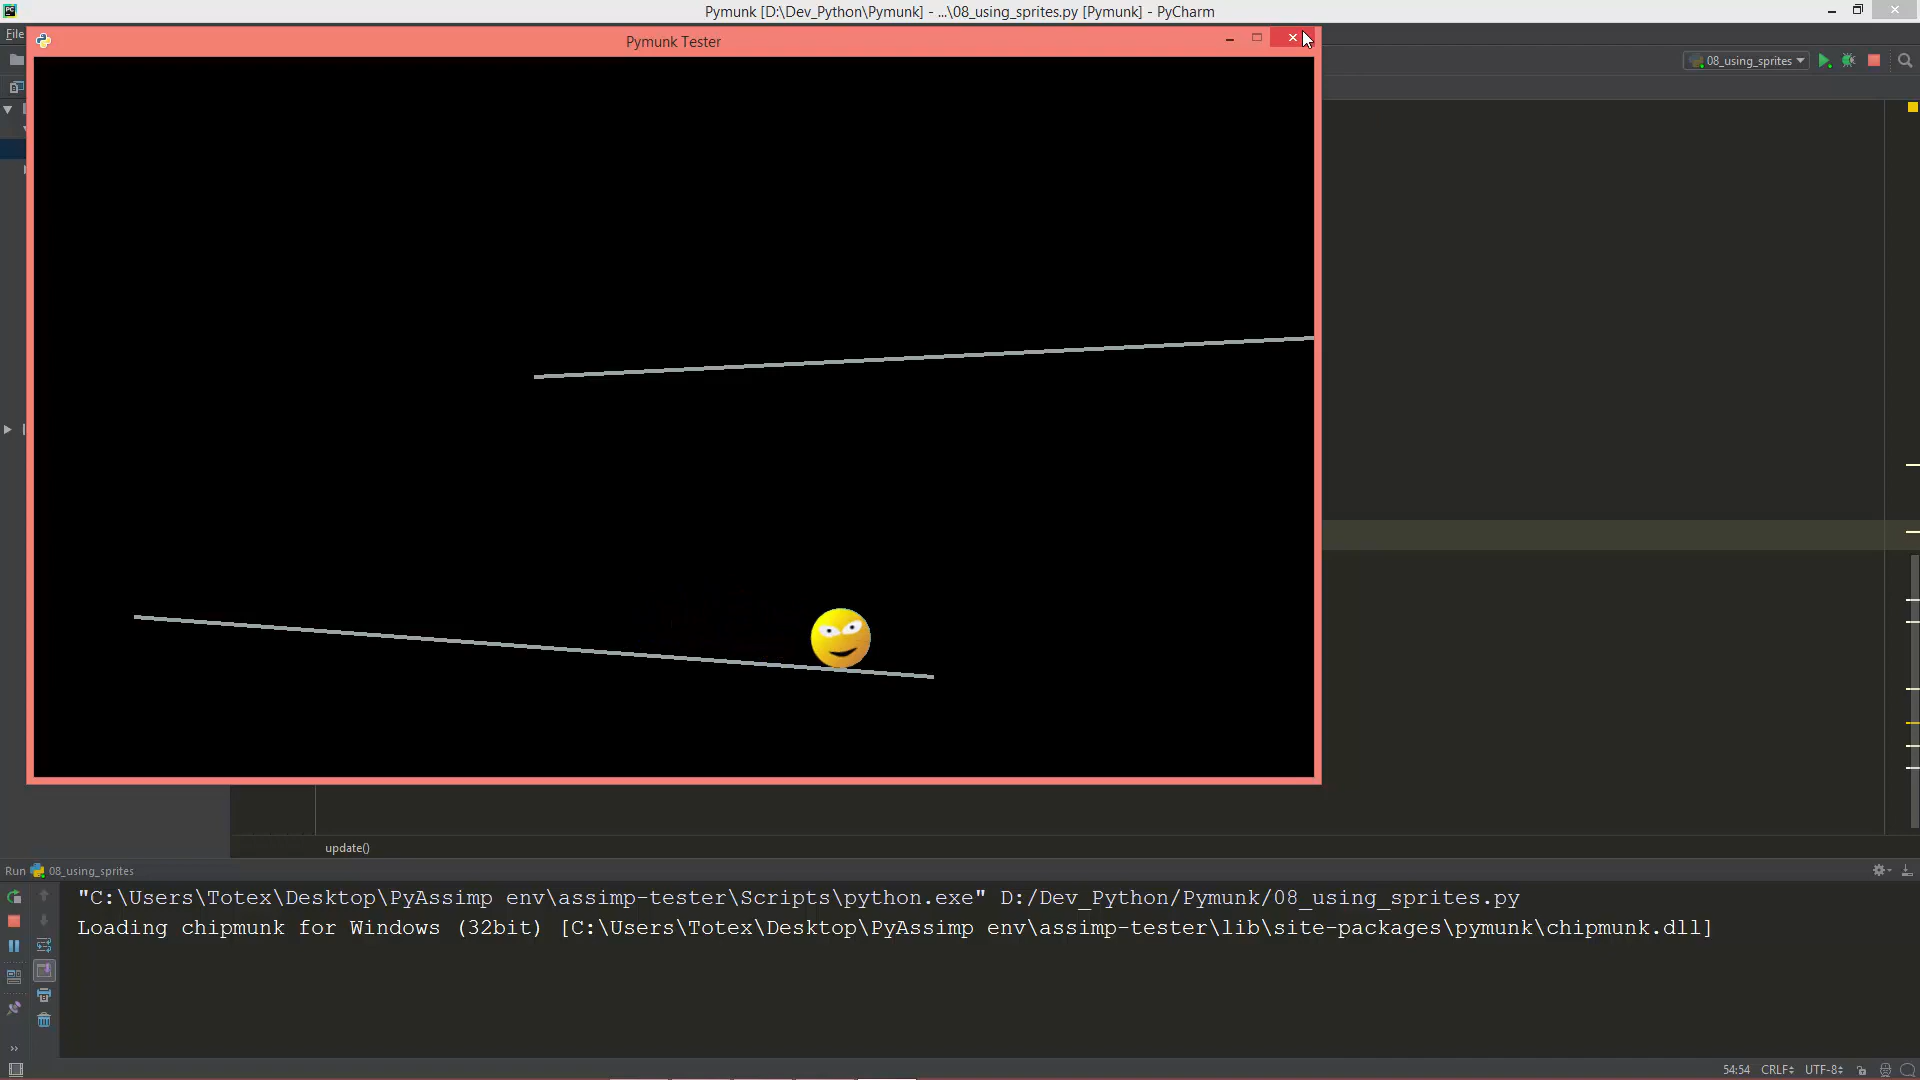 Pymunk [D:\Dev_Python\Pymunk] - ...\08_using_sprites.py [Pymunk] - PyCharm
File
Pymunk Tester
08_using_sprites
update()
Run 08_using_sprites
"C:\Users\Totex\Desktop\PyAssimp env\assimp-tester\Scripts\python.exe" D:/Dev_Python/Pymunk/08_using_sprites.py
Loading chipmunk for Windows (32bit) [C:\Users\Totex\Desktop\PyAssimp env\assimp-tester\lib\site-packages\pymunk\chipmunk.dll]
54:54 CRLF UTF-8